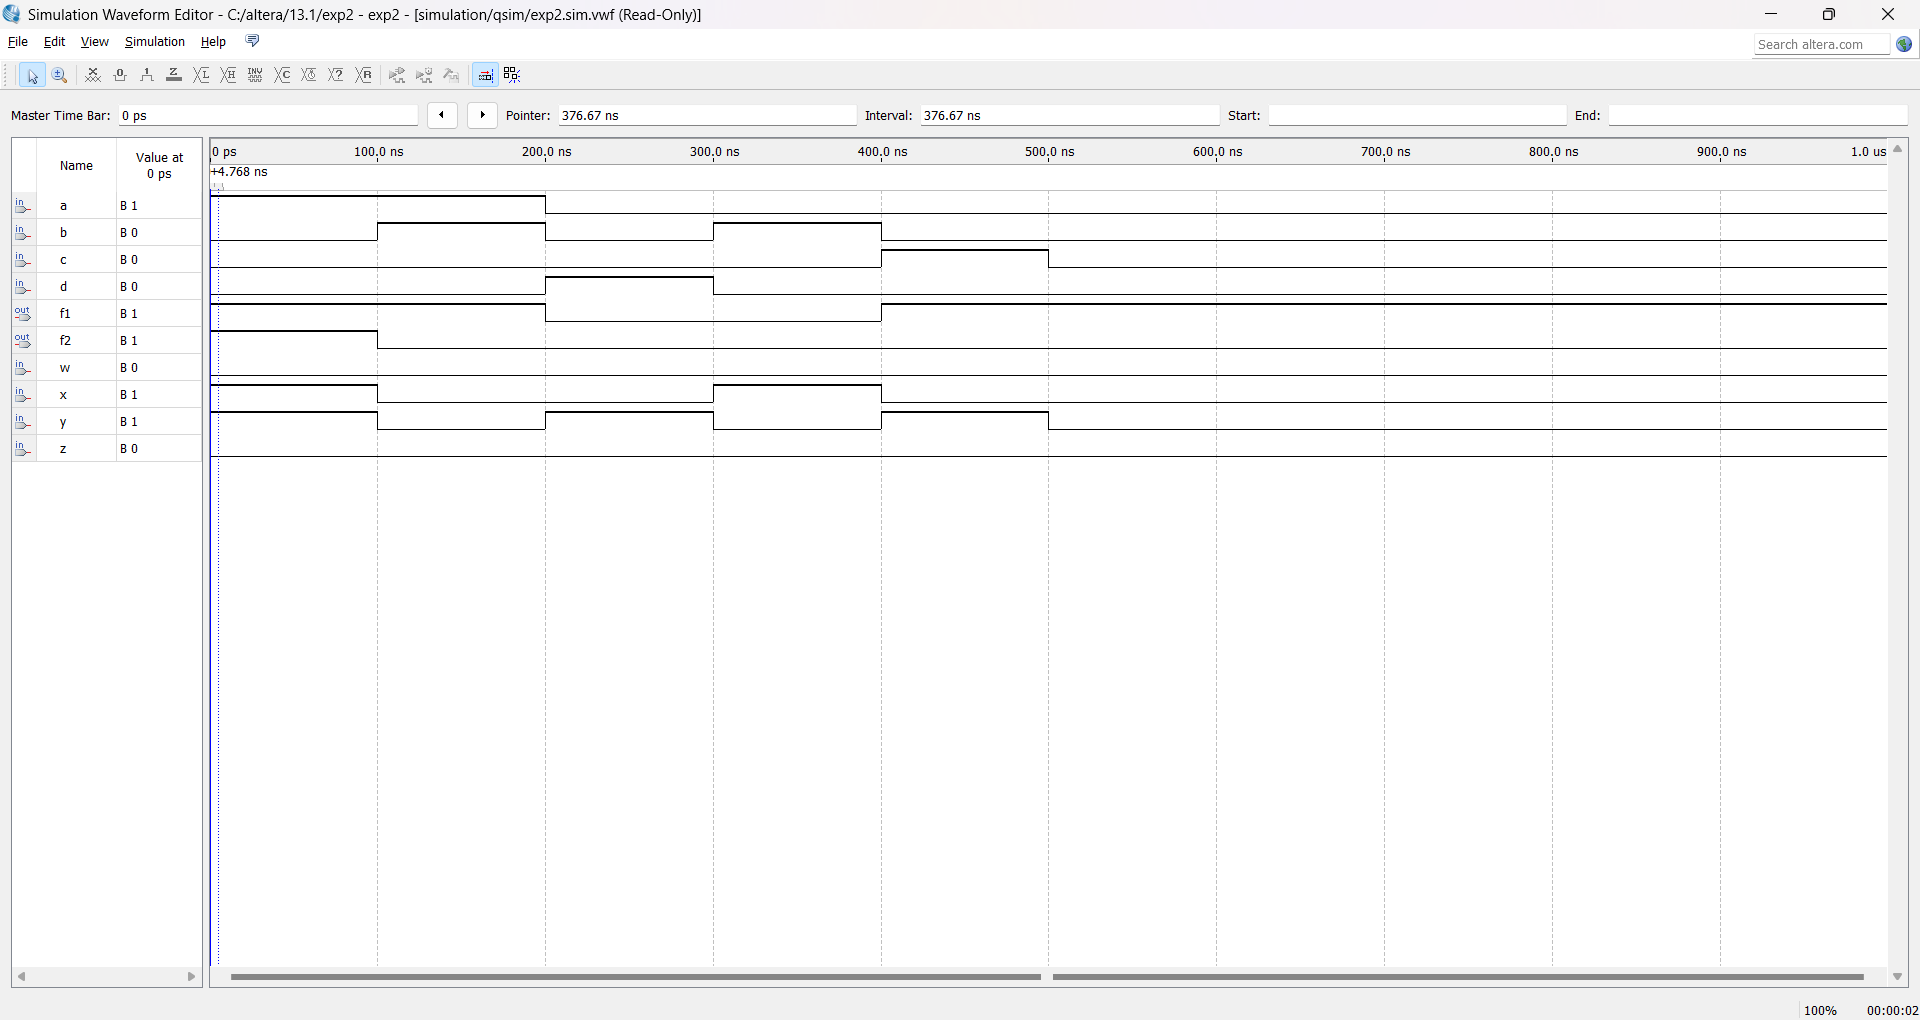 Simulation Waveform Editor - C:/altera/13.1/exp2 - exp2 - [simulation/qsim/exp2.sim.vwf (Read-Only)]
File Edit View Simulation Help
Search altera.com
Master Time Bar: 0 ps Pointer: 376.67 ns Interval: 376.67 ns Start: End:
Name Value at 0 ps
0 ps 100.0 ns 200.0 ns 300.0 ns 400.0 ns 500.0 ns 600.0 ns 700.0 ns 800.0 ns 900.0 ns 1.0 us
+4.768 ns
in a B 1
in b B 0
in c B 0
in d B 0
out f1 B 1
out f2 B 1
in w B 0
in x B 1
in y B 1
in z B 0
100% 00:00:02